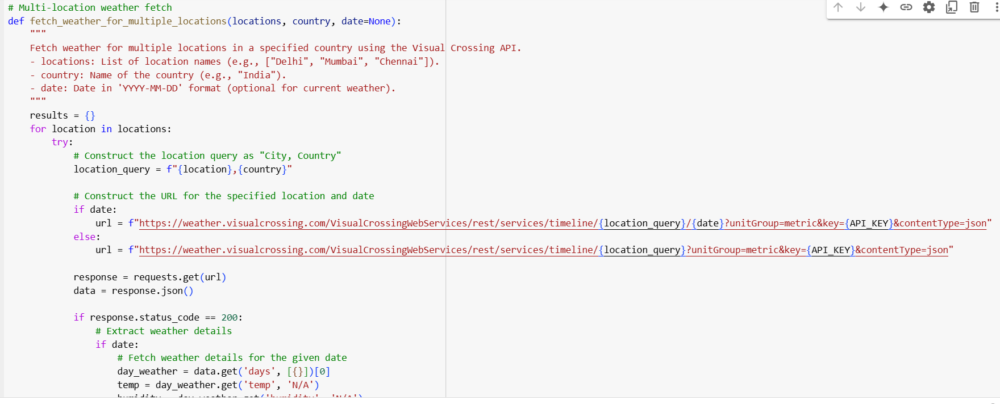 # Multi-location weather fetch
def fetch_weather_for_multiple_locations(locations, country, date=None):
    """
    Fetch weather for multiple locations in a specified country using the Visual Crossing API.
    - locations: List of location names (e.g., ["Delhi", "Mumbai", "Chennai"]).
    - country: Name of the country (e.g., "India").
    - date: Date in 'YYYY-MM-DD' format (optional for current weather).
    """
    results = {}
    for location in locations:
        try:
            # Construct the location query as "City, Country"
            location_query = f"{location},{country}"

            # Construct the URL for the specified location and date
            if date:
                url = f"https://weather.visualcrossing.com/VisualCrossingWebServices/rest/services/timeline/{location_query}/{date}?unitGroup=metric&key={API_KEY}&contentType=json"
            else:
                url = f"https://weather.visualcrossing.com/VisualCrossingWebServices/rest/services/timeline/{location_query}?unitGroup=metric&key={API_KEY}&contentType=json"

            response = requests.get(url)
            data = response.json()

            if response.status_code == 200:
                # Extract weather details
                if date:
                    # Fetch weather details for the given date
                    day_weather = data.get('days', [{}])[0]
                    temp = day_weather.get('temp', 'N/A')